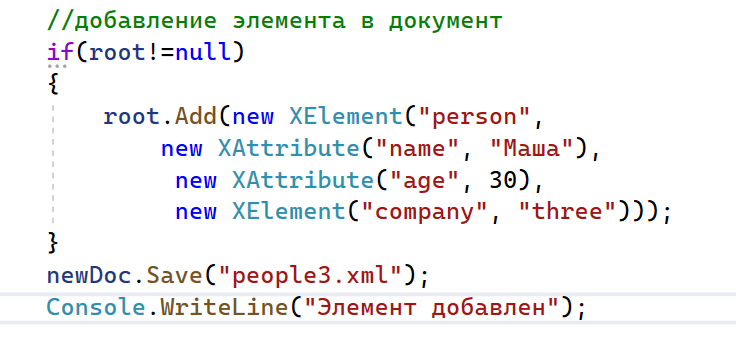 //добавление элемента в документ
if(root!=null)
{
root.Add(new XElement("person",
new XAttribute("name", "Маша"),
new XAttribute("age", 30),
new XElement("company", "three")));
}
newDoc.Save("people3.xml");
Console.WriteLine("Элемент добавлен");